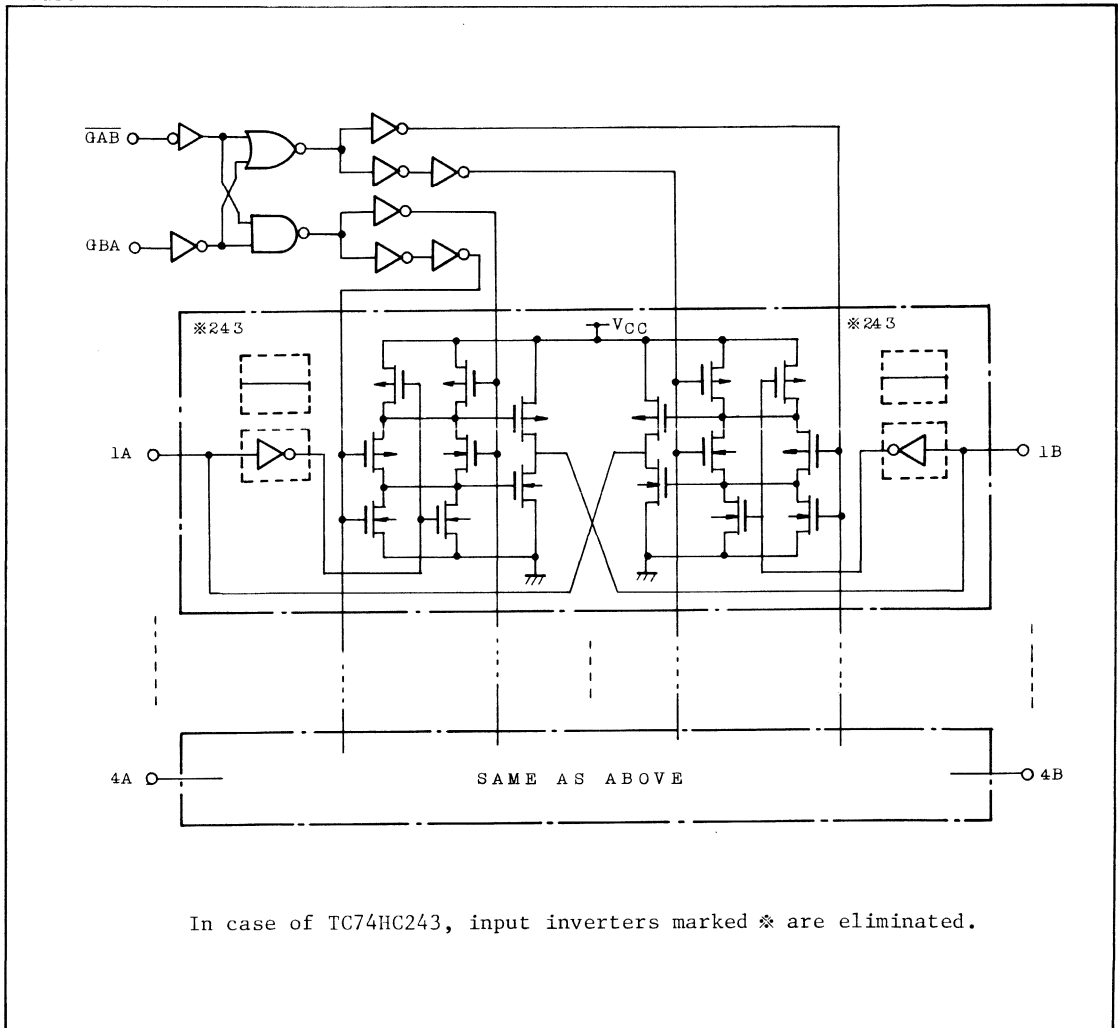 GAB
GBA
※243
VCC
※243
1A
1B
4A
SAME AS ABOVE
4B
In case of TC74HC243, input inverters marked ※ are eliminated.